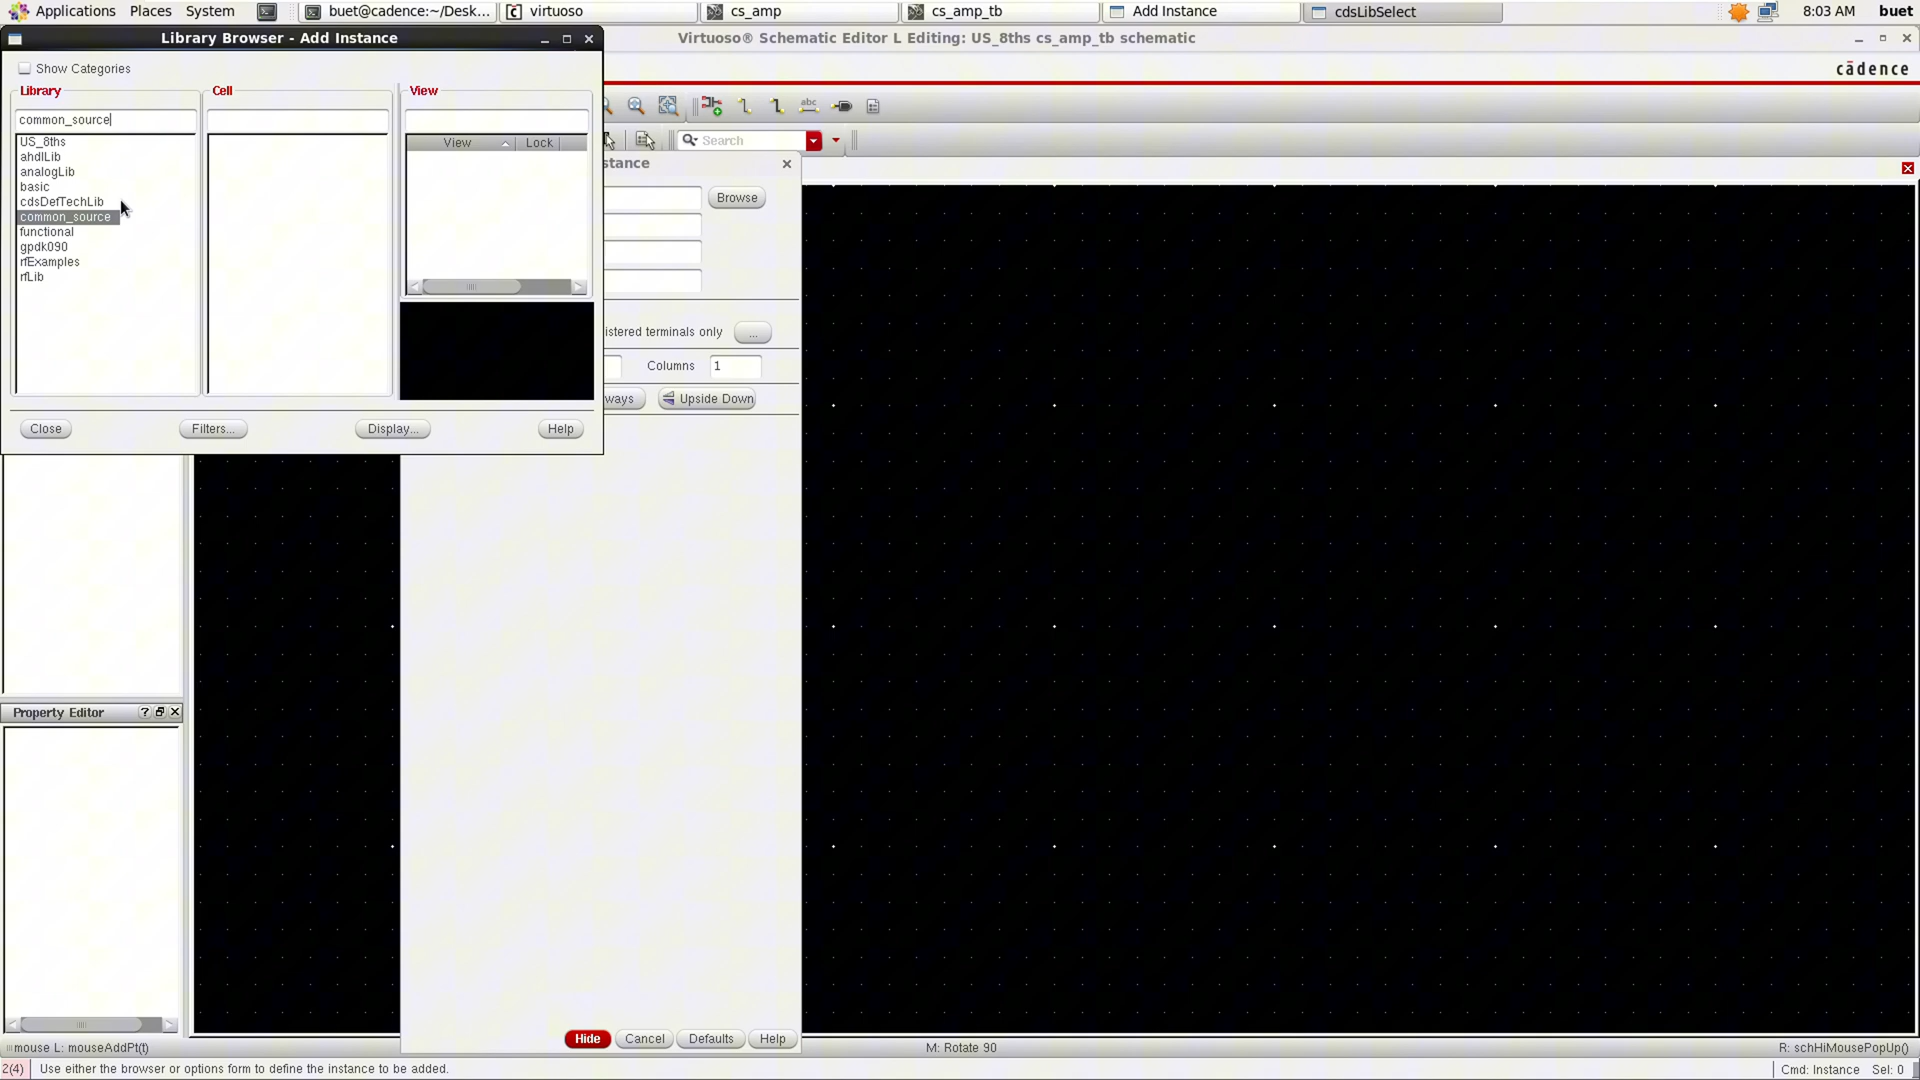 Applications Places System buet@cadence:~/Desk... virtuoso cs_amp cs_amp_tb Add Instance cdsLibSelect 8:03 AM buet
Library Browser - Add Instance
Virtuoso® Schematic Editor L Editing: US_8ths cs_amp_tb schematic
cādence
Show Categories
Library Cell View
common_source
View Lock
US_8ths
ahdlLib
analogLib
basic
cdsDefTechLib
common_source
functional
gpdk090
rfExamples
rfLib
Close Filters... Display... Help
abc
Search
stance
Browse
istered terminals only ...
Columns 1
ways Upside Down
Property Editor ?
Hide Cancel Defaults Help
mouse L: mouseAddPt(t) M: Rotate 90 R: schHiMousePopUp()
2(4) Use either the browser or options form to define the instance to be added. Cmd: Instance Sel: 0